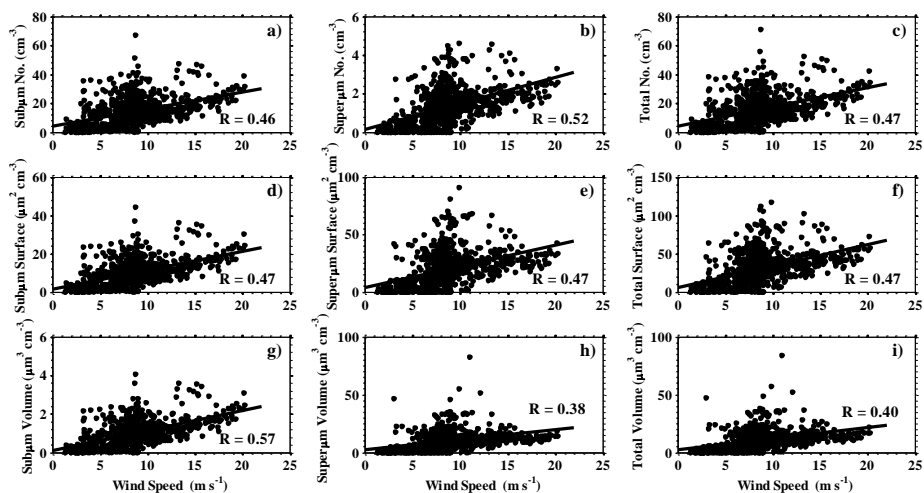 80 a) 6 b) 80 c)
60 60
4
40 40
2
20 20
R = 0.46 R = 0.52 R = 0.47
0 0 0
0 5 10 15 20 25 0 5 10 15 20 25 0 5 10 15 20 25
Subµm No. (cm-3)
Superµm No. (cm-3)
Total No. (cm-3)
60 d) 100 e) 150 f)
40 100
50
20 50
R = 0.47 R = 0.47 R = 0.47
0 0 0
0 5 10 15 20 25 0 5 10 15 20 25 0 5 10 15 20 25
Subµm Surface (µm2 cm-3)
Superµm Surface (µm2 cm-3)
Total Surface (µm2 cm-3)
6 g) 100 h) 100 i)
4
50 50
R = 0.38 R = 0.40
2
R = 0.57
0 0 0
0 5 10 15 20 25 0 5 10 15 20 25 0 5 10 15 20 25
Subµm Volume (µm3 cm-3)
Superµm Volume (µm3 cm-3)
Total Volume (µm3 cm-3)
Wind Speed (m s-1) Wind Speed (m s-1) Wind Speed (m s-1)